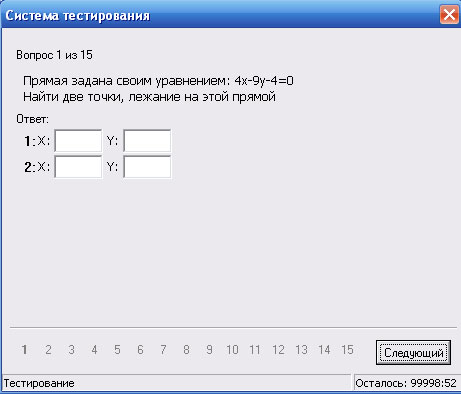 Система тестирования
Вопрос 1 из 15
Прямая задана своим уравнением: 4x-9y-4=0
Найти две точки, лежание на этой прямой
Ответ:
1: X: Y:
2: X: Y:
1 2 3 4 5 6 7 8 9 10 11 12 13 14 15
Следующий
Тестирование Осталось: 99998:52